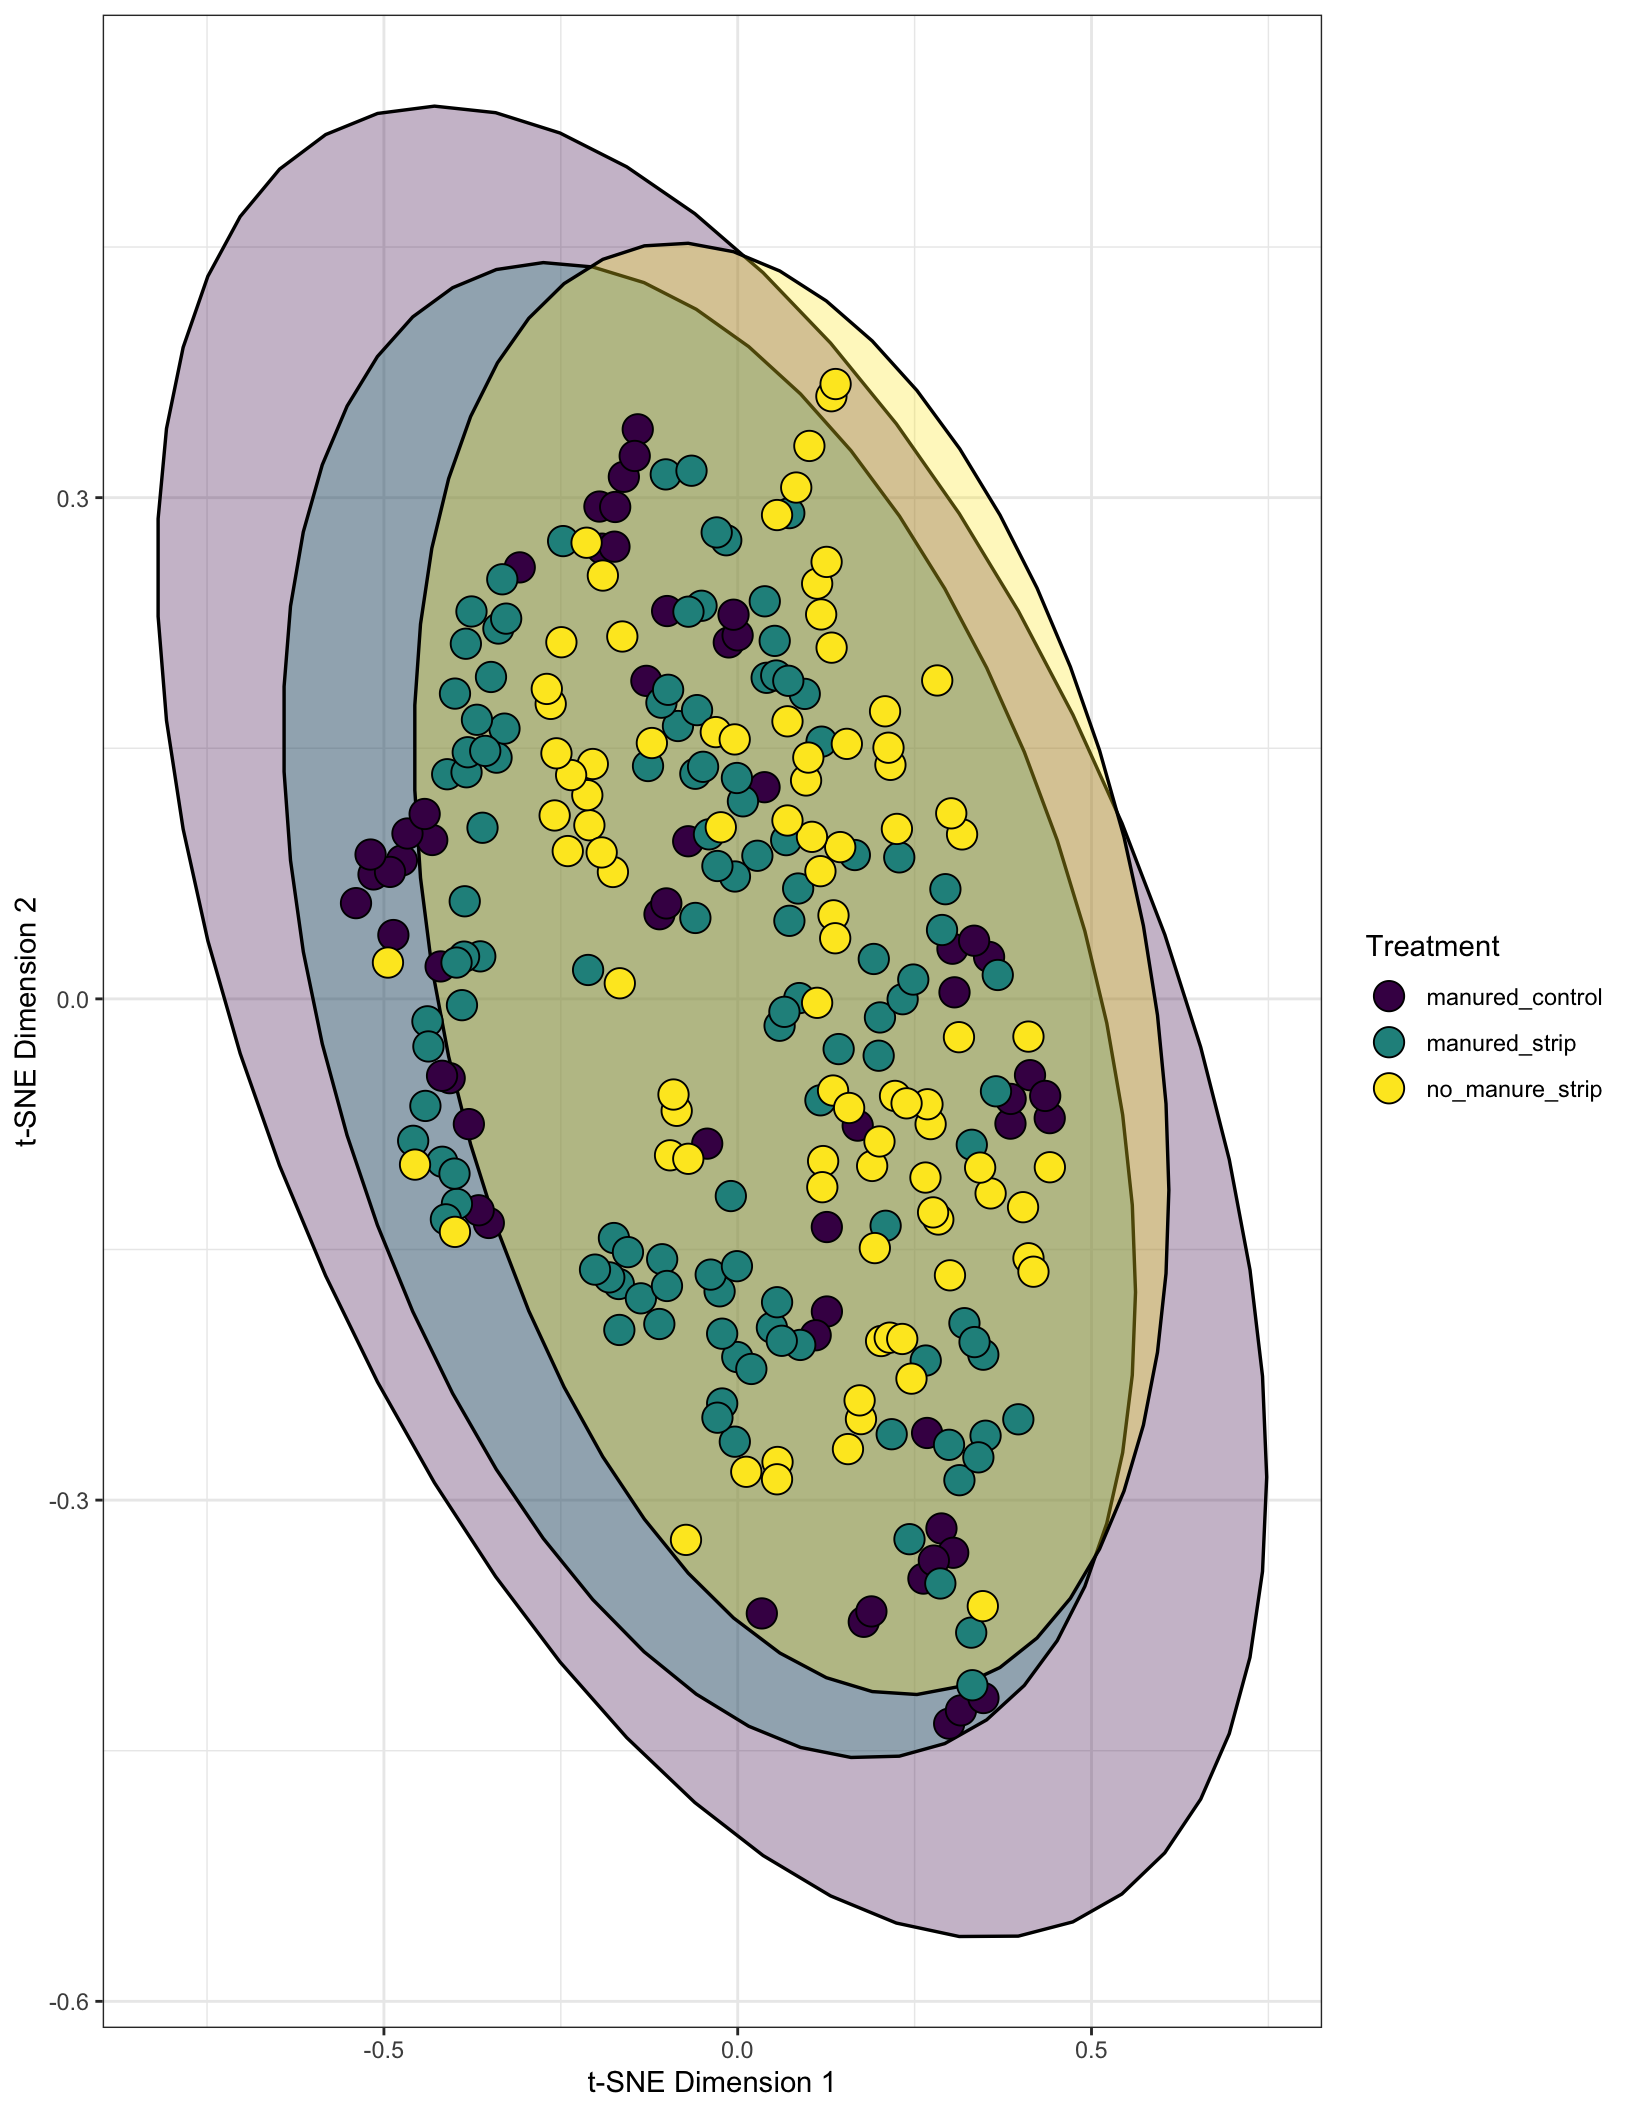 t-SNE Dimension 2
0.3
0.0
-0.3
-0.6
-0.5
0.0
0.5
t-SNE Dimension 1
Treatment
manured_control
manured_strip
no_manure_strip